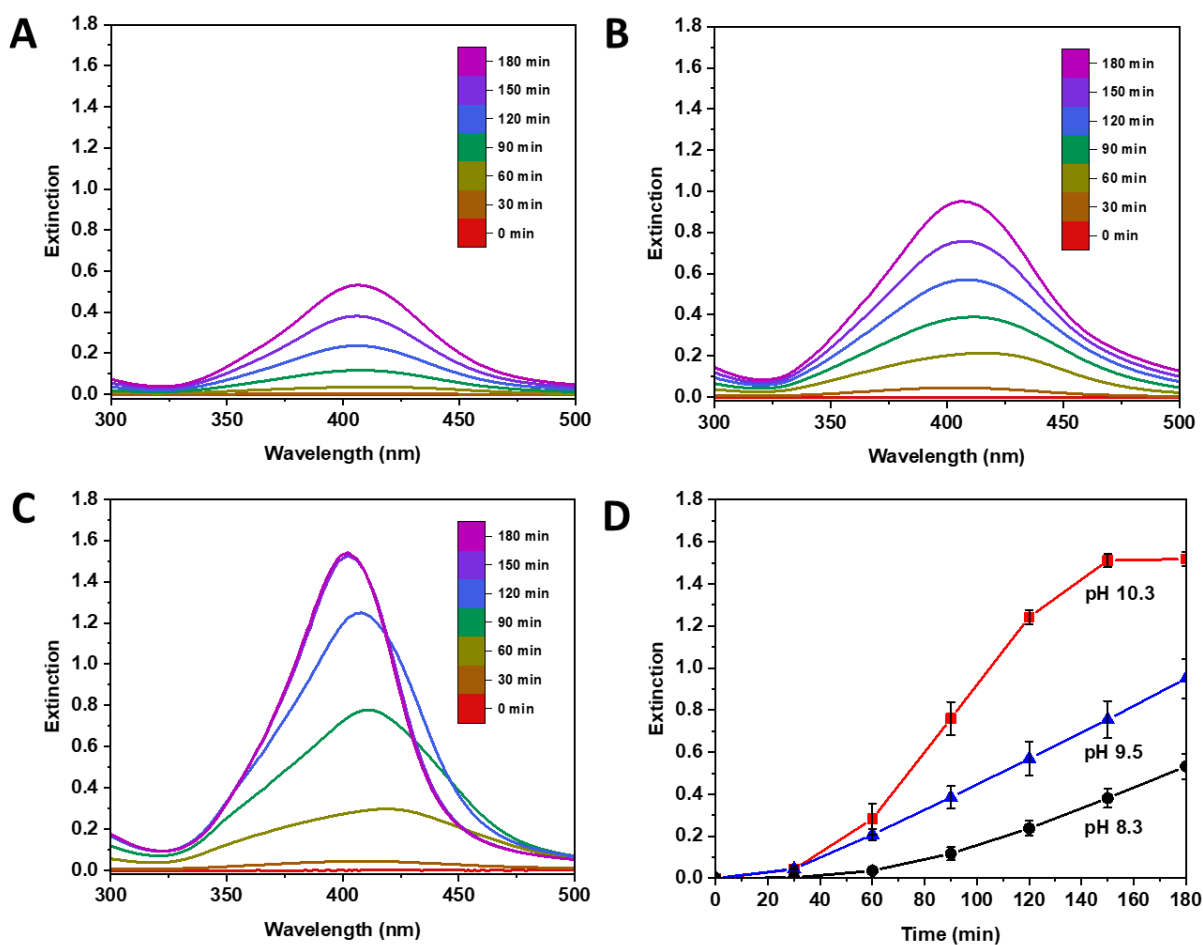 A
1.8
1.6
1.4
1.2
1.0
0.8
0.6
0.4
0.2
0.0
Extinction
300
350
400
450
500
Wavelength (nm)
180 min
150 min
120 min
90 min
60 min
30 min
0 min
B
1.8
1.6
1.4
1.2
1.0
0.8
0.6
0.4
0.2
0.0
Extinction
300
350
400
450
500
Wavelength (nm)
180 min
150 min
120 min
90 min
60 min
30 min
0 min
C
1.8
1.6
1.4
1.2
1.0
0.8
0.6
0.4
0.2
0.0
Extinction
300
350
400
450
500
Wavelength (nm)
180 min
150 min
120 min
90 min
60 min
30 min
0 min
D
1.8
1.6
1.4
1.2
1.0
0.8
0.6
0.4
0.2
0.0
Extinction
pH 10.3
pH 9.5
pH 8.3
0
20
40
60
80
100
120
140
160
180
Time (min)